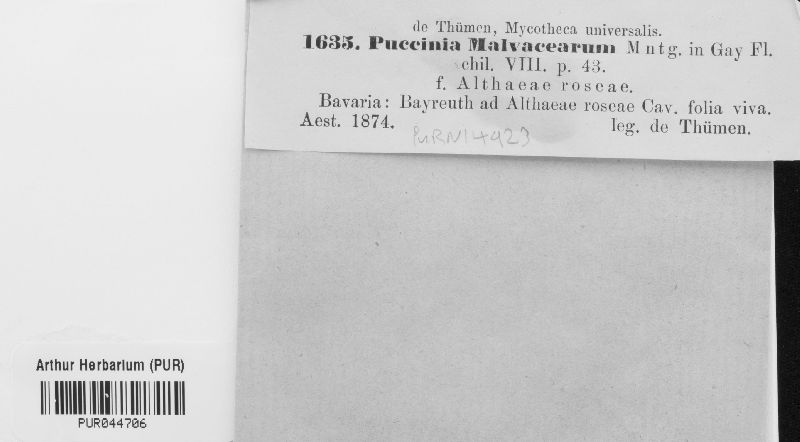 de Thümen, Mycotheca universalis.
1635. Puccinia Malvacearum Mntg. in Gay Fl.
chil. VIII. p. 43.
f. Althaeae roseae.
Bavaria: Bayreuth ad Althaeae roseae Cav. folia viva.
Aest. 1874. leg. de Thümen.
PURN14923
Arthur Herbarium (PUR)
PUR044706